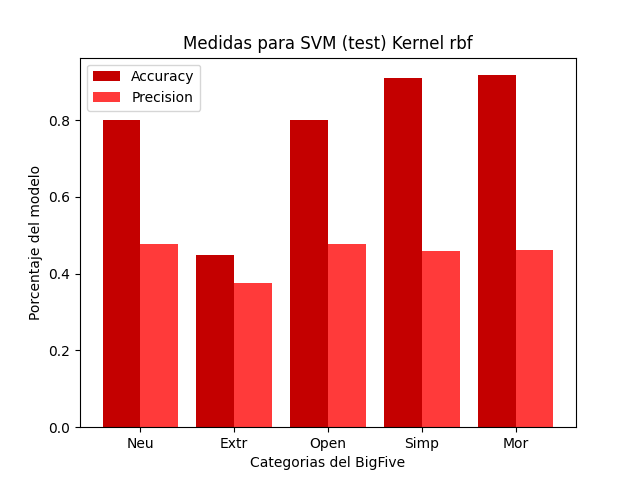 Medidas para SVM (test) Kernel rbf
Accuracy
Precision
Porcentaje del modelo
0.8
0.6
0.4
0.2
0.0
Neu Extr Open Simp Mor
Categorias del BigFive